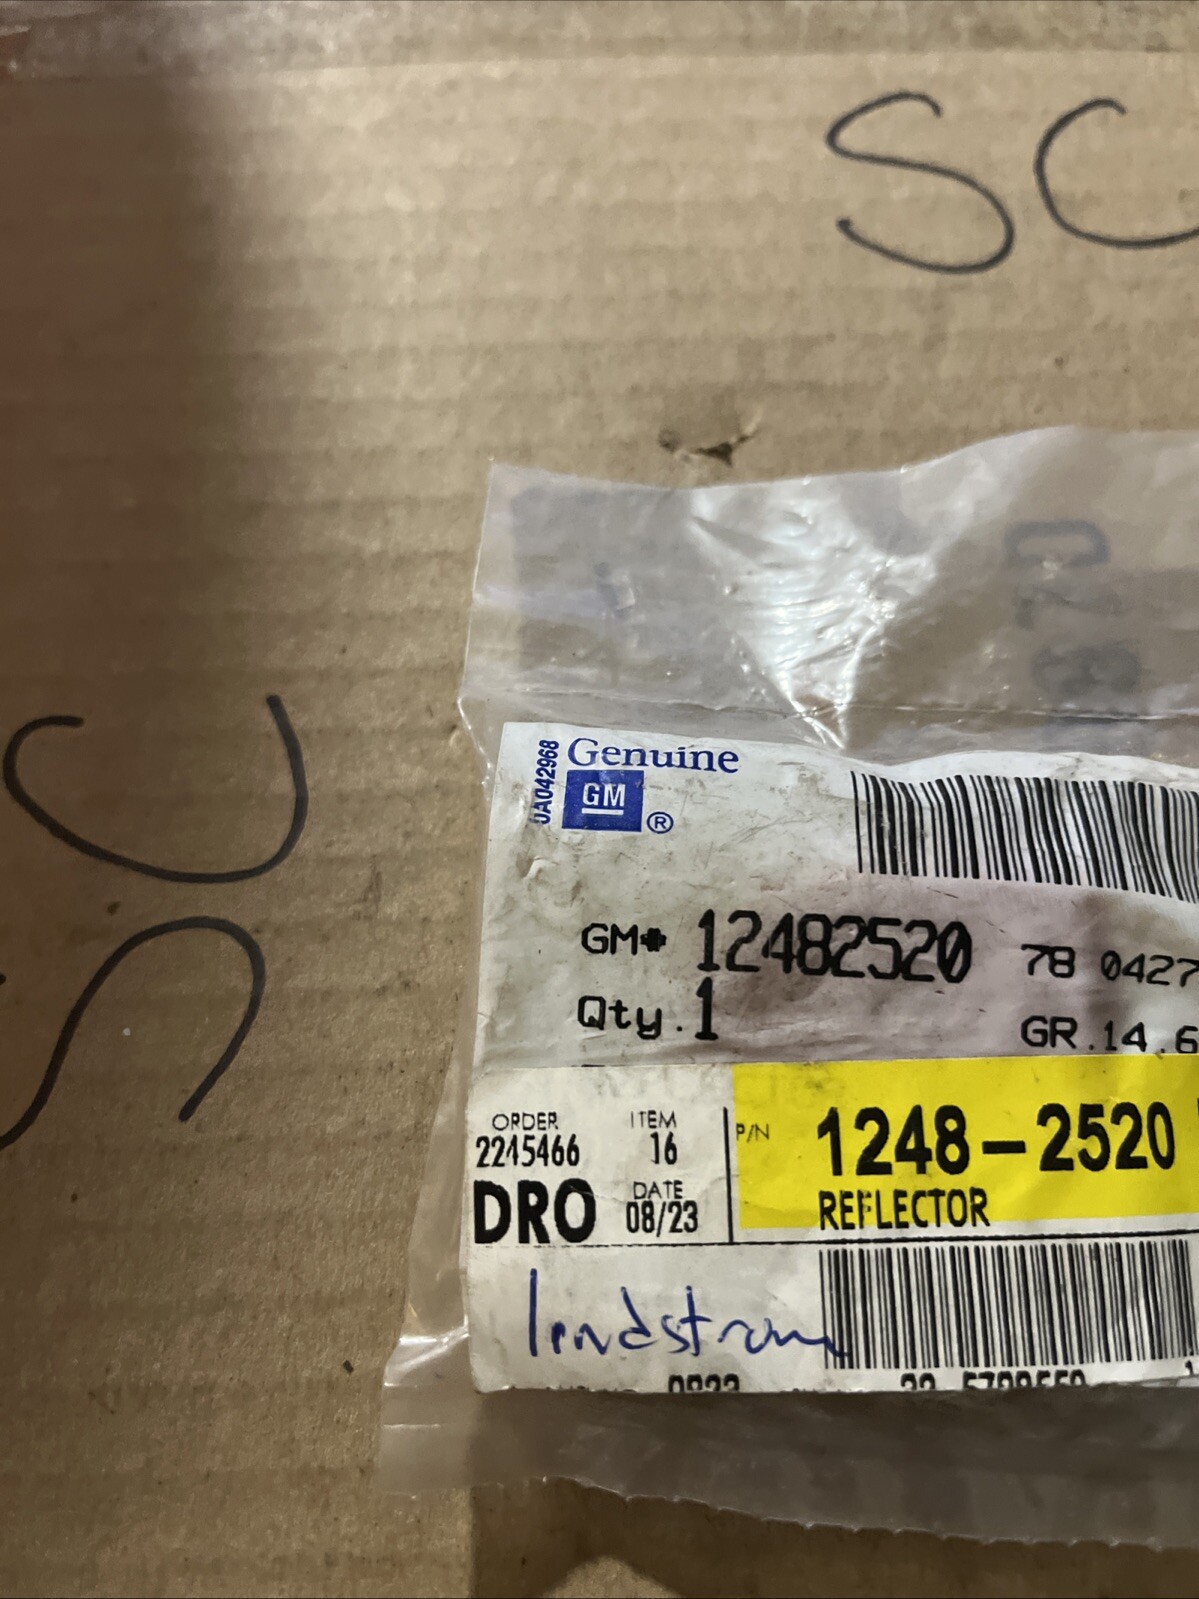 SC
SC
Genuine
0A042968
GM
®
GM# 12482520 78 0427
Qty. 1 GR.14.6
ORDER
2245466
ITEM
16
DRO
DATE
08/23
P/N 1248-2520
REFLECTOR
lindstrom